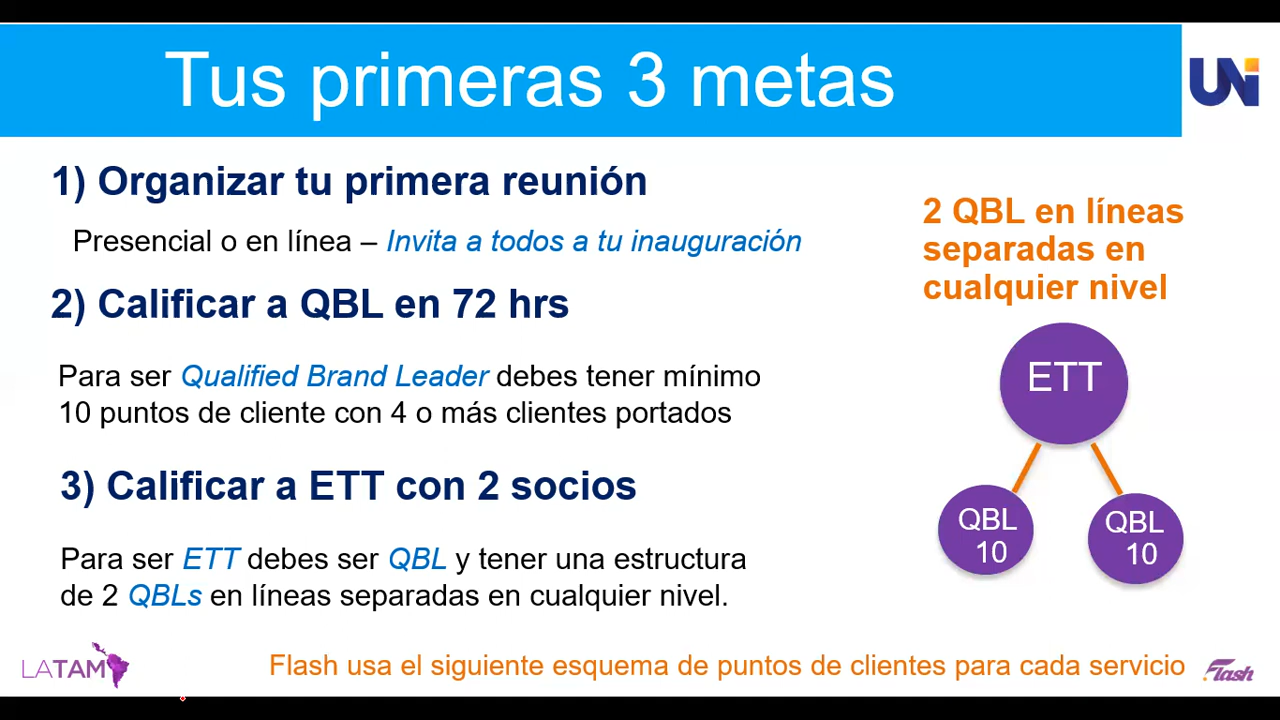 Tus primeras 3 metas
UNi
1) Organizar tu primera reunión
Presencial o en línea – Invita a todos a tu inauguración
2) Calificar a QBL en 72 hrs
Para ser Qualified Brand Leader debes tener mínimo
10 puntos de cliente con 4 o más clientes portados
3) Calificar a ETT con 2 socios
Para ser ETT debes ser QBL y tener una estructura
de 2 QBLs en líneas separadas en cualquier nivel.
2 QBL en líneas
separadas en
cualquier nivel
ETT
QBL
10
QBL
10
LATAM
Flash usa el siguiente esquema de puntos de clientes para cada servicio
Flash